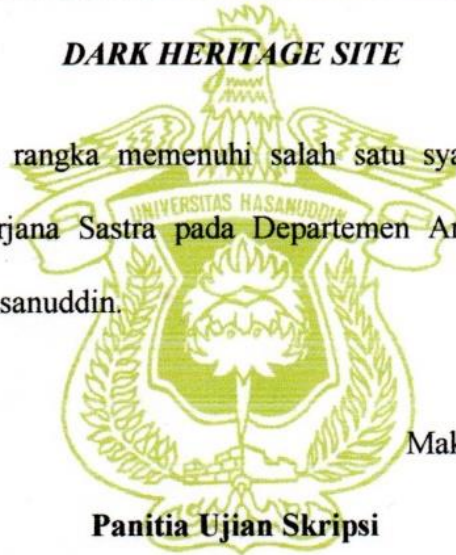 DARK HERITAGE SITE
rangka memenuhi salah satu sya
UNIVERSITAS HASANUDDIN
rjana Sastra pada Departemen Ar
sanuddin.
Mak
Panitia Ujian Skripsi